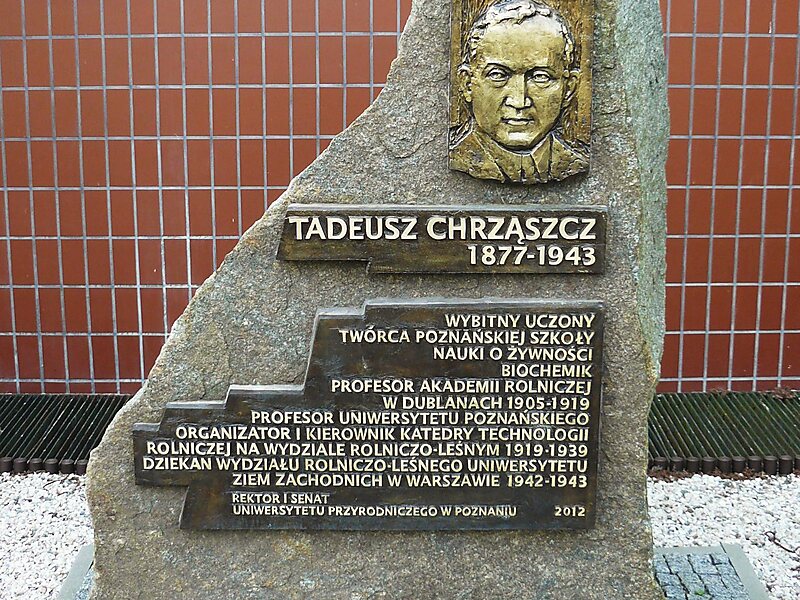 TADEUSZ CHRZĄSZCZ
1877-1943
WYBITNY UCZONY
TWÓRCA POZNAŃSKIEJ SZKOŁY
NAUKI O ŻYWNOŚCI
BIOCHEMIK
PROFESOR AKADEMII ROLNICZEJ
W DUBLANACH 1905-1919
PROFESOR UNIWERSYTETU POZNAŃSKIEGO
ORGANIZATOR I KIEROWNIK KATEDRY TECHNOLOGII
ROLNICZEJ NA WYDZIALE ROLNICZO-LEŚNYM 1919-1939
DZIEKAN WYDZIAŁU ROLNICZO-LEŚNEGO UNIWERSYTETU
ZIEM ZACHODNICH W WARSZAWIE 1942-1943
REKTOR I SENAT
UNIWERSYTETU PRZYRODNICZEGO W POZNANIU 2012